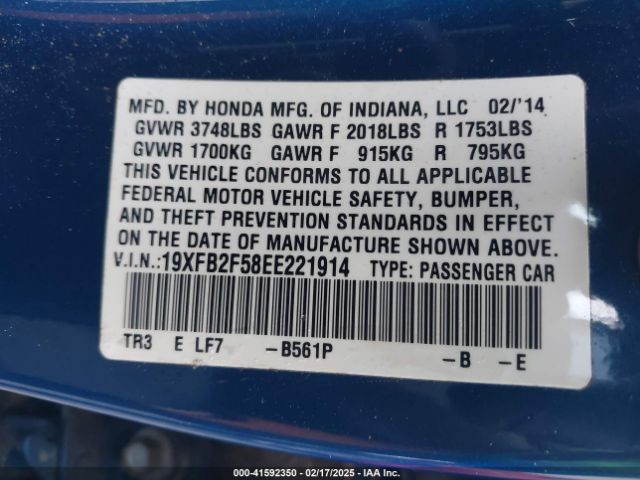 MFD. BY HONDA MFG. OF INDIANA, LLC 02/'14
GVWR 3748LBS GAWR F 2018LBS R 1753LBS
GVWR 1700KG GAWR F 915KG R 795KG
THIS VEHICLE CONFORMS TO ALL APPLICABLE
FEDERAL MOTOR VEHICLE SAFETY, BUMPER,
AND THEFT PREVENTION STANDARDS IN EFFECT
ON THE DATE OF MANUFACTURE SHOWN ABOVE.
V.I.N.:19XFB2F58EE221914 TYPE: PASSENGER CAR
TR3 E LF7 -B561P -B -E
000-41592350 - 02/17/2025 - IAA Inc.